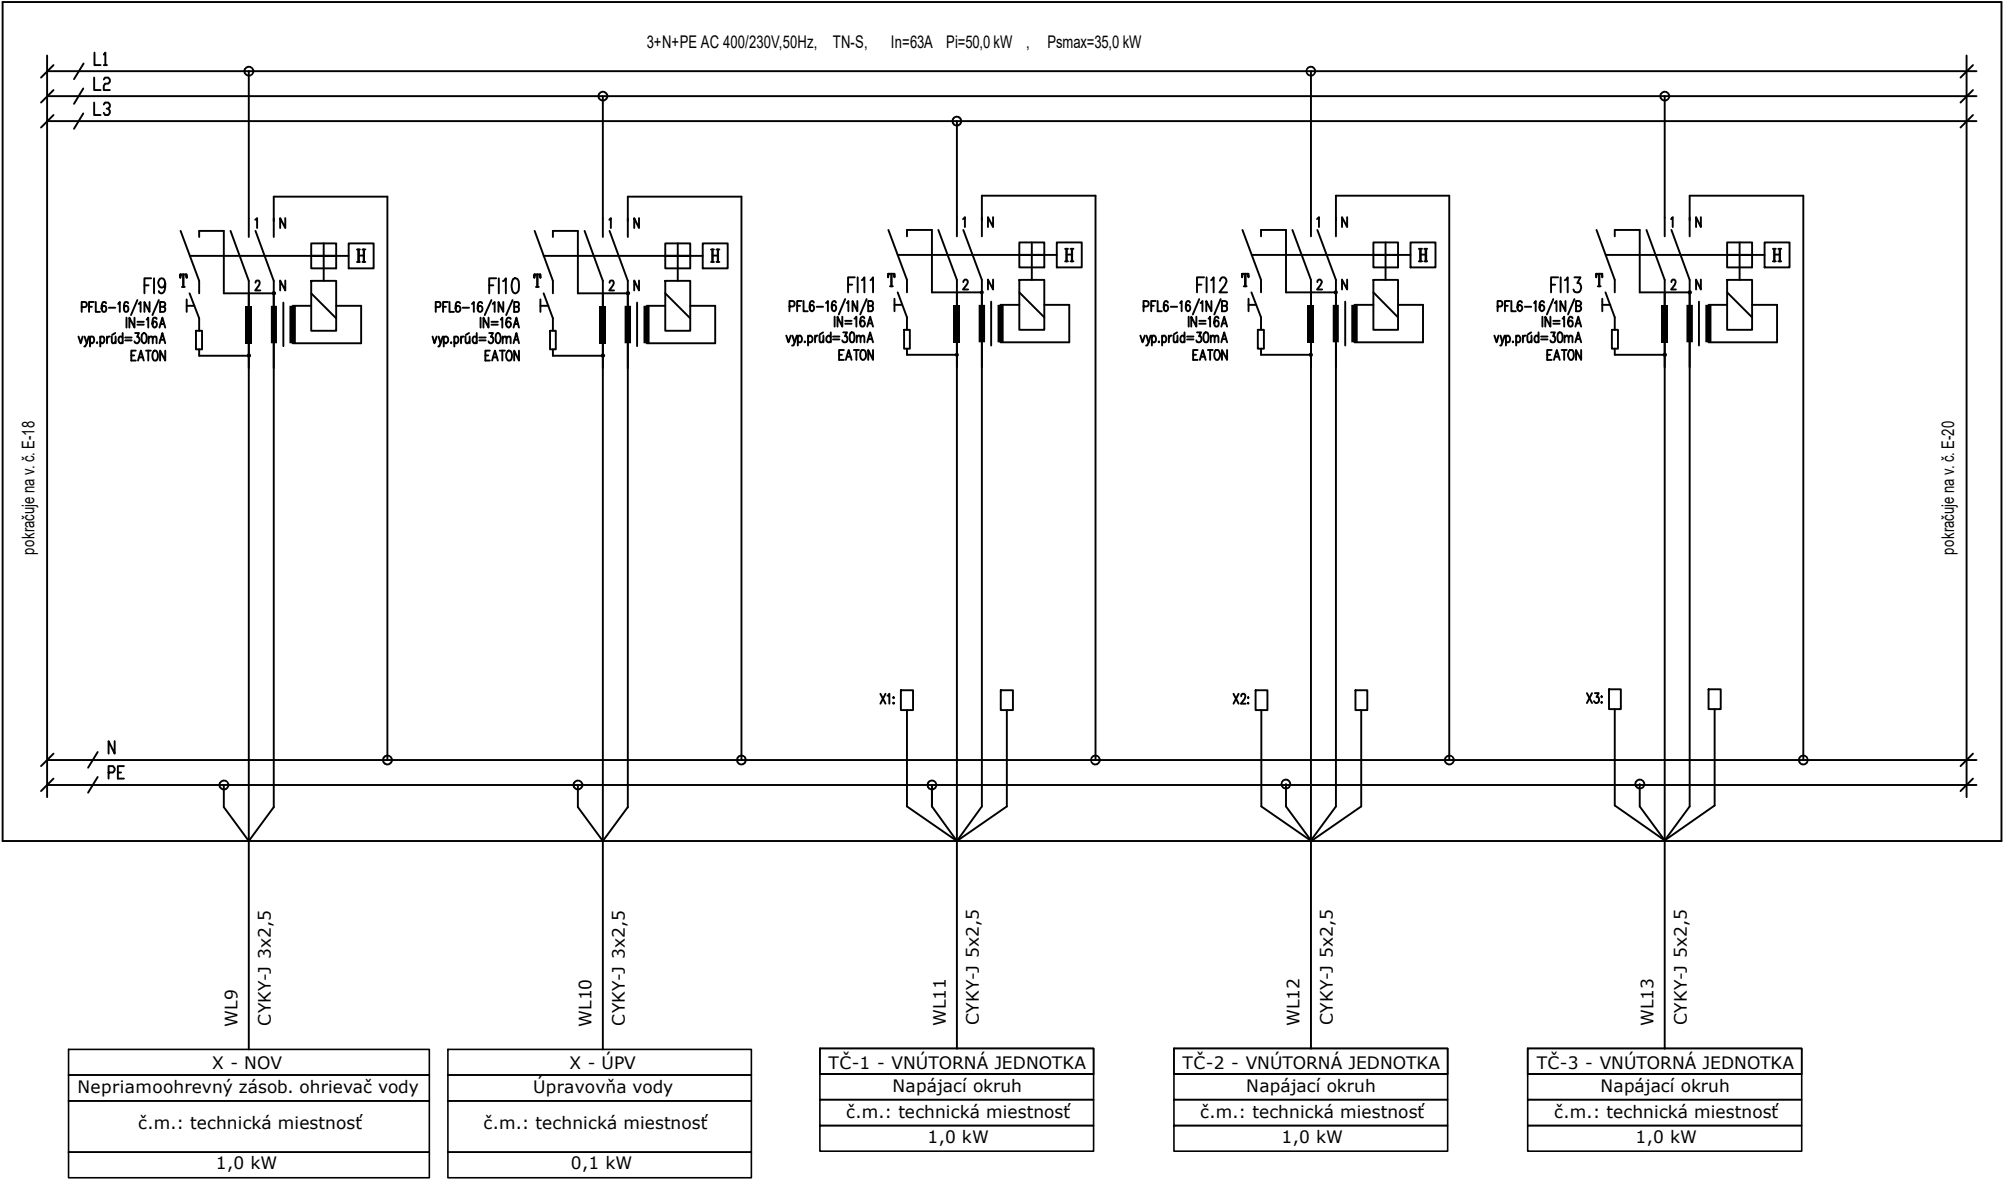 3+N+PE AC 400/230V,50Hz, TN-S, In=63A Pi=50,0 kW , Psmax=35,0 kW
L1
L2
L3
1 N
H
T
2 N
FI9
PFL6-16/1N/B
IN=16A
vyp.prúd=30mA
EATON
1 N
H
T
2 N
FI10
PFL6-16/1N/B
IN=16A
vyp.prúd=30mA
EATON
1 N
H
T
2 N
FI11
PFL6-16/1N/B
IN=16A
vyp.prúd=30mA
EATON
1 N
H
T
2 N
FI12
PFL6-16/1N/B
IN=16A
vyp.prúd=30mA
EATON
1 N
H
T
2 N
FI13
PFL6-16/1N/B
IN=16A
vyp.prúd=30mA
EATON
pokračuje na v. č. E-18
pokračuje na v. č. E-20
X1:
X2:
X3:
N
PE
WL9
CYKY-J 3x2,5
WL10
CYKY-J 3x2,5
WL11
CYKY-J 5x2,5
WL12
CYKY-J 5x2,5
WL13
CYKY-J 5x2,5
X - NOV
Nepriamoohrevný zásob. ohrievač vody
č.m.: technická miestnosť
1,0 kW
X - ÚPV
Úpravovňa vody
č.m.: technická miestnosť
0,1 kW
TČ-1 - VNÚTORNÁ JEDNOTKA
Napájací okruh
č.m.: technická miestnosť
1,0 kW
TČ-2 - VNÚTORNÁ JEDNOTKA
Napájací okruh
č.m.: technická miestnosť
1,0 kW
TČ-3 - VNÚTORNÁ JEDNOTKA
Napájací okruh
č.m.: technická miestnosť
1,0 kW